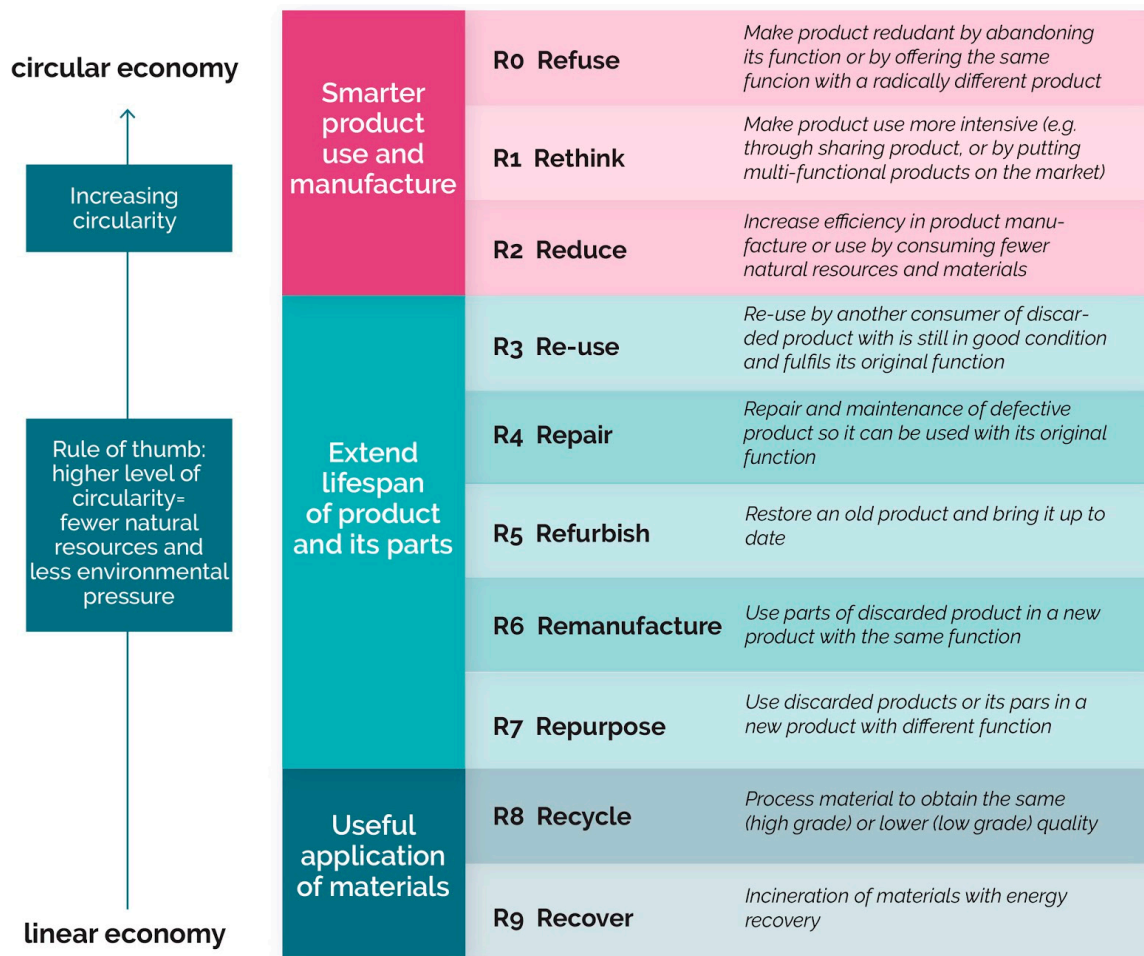 circular economy
Increasing
circularity
Rule of thumb:
higher level of
circularity=
fewer natural
resources and
less environmental
pressure
linear economy
Smarter
product
use and
manufacture
R0 Refuse
Make product redudant by abandoning
its function or by offering the same
funcion with a radically different product
R1 Rethink
Make product use more intensive (e.g.
through sharing product, or by putting
multi-functional products on the market)
R2 Reduce
Increase efficiency in product manu-
facture or use by consuming fewer
natural resources and materials
Extend
lifespan
of product
and its parts
R3 Re-use
Re-use by another consumer of discar-
ded product with is still in good condition
and fulfils its original function
R4 Repair
Repair and maintenance of defective
product so it can be used with its original
function
R5 Refurbish
Restore an old product and bring it up to
date
R6 Remanufacture
Use parts of discarded product in a new
product with the same function
R7 Repurpose
Use discarded products or its pars in a
new product with different function
Useful
application
of materials
R8 Recycle
Process material to obtain the same
(high grade) or lower (low grade) quality
R9 Recover
Incineration of materials with energy
recovery